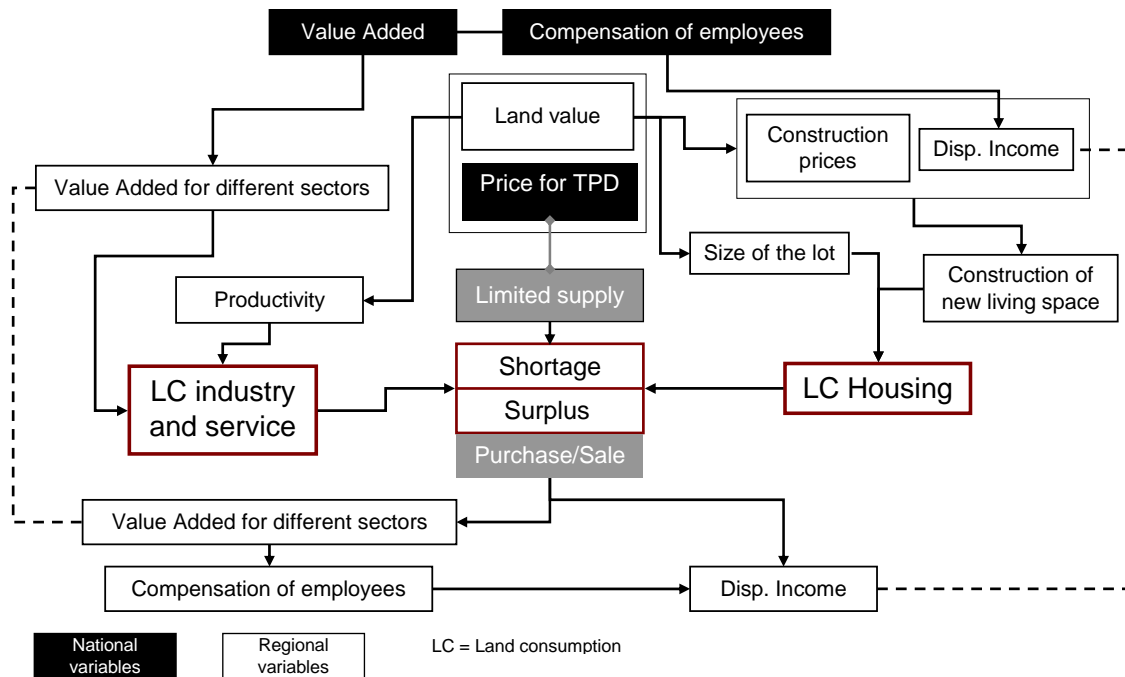 Value Added
Compensation of employees
Land value
Construction
prices
Disp. Income
Value Added for different sectors
Price for TPD
Size of the lot
Productivity
Limited supply
Construction of
new living space
Shortage
LC industry
and service
LC Housing
Surplus
Purchase/Sale
Value Added for different sectors
Compensation of employees
Disp. Income
National
variables
Regional
variables
LC = Land consumption